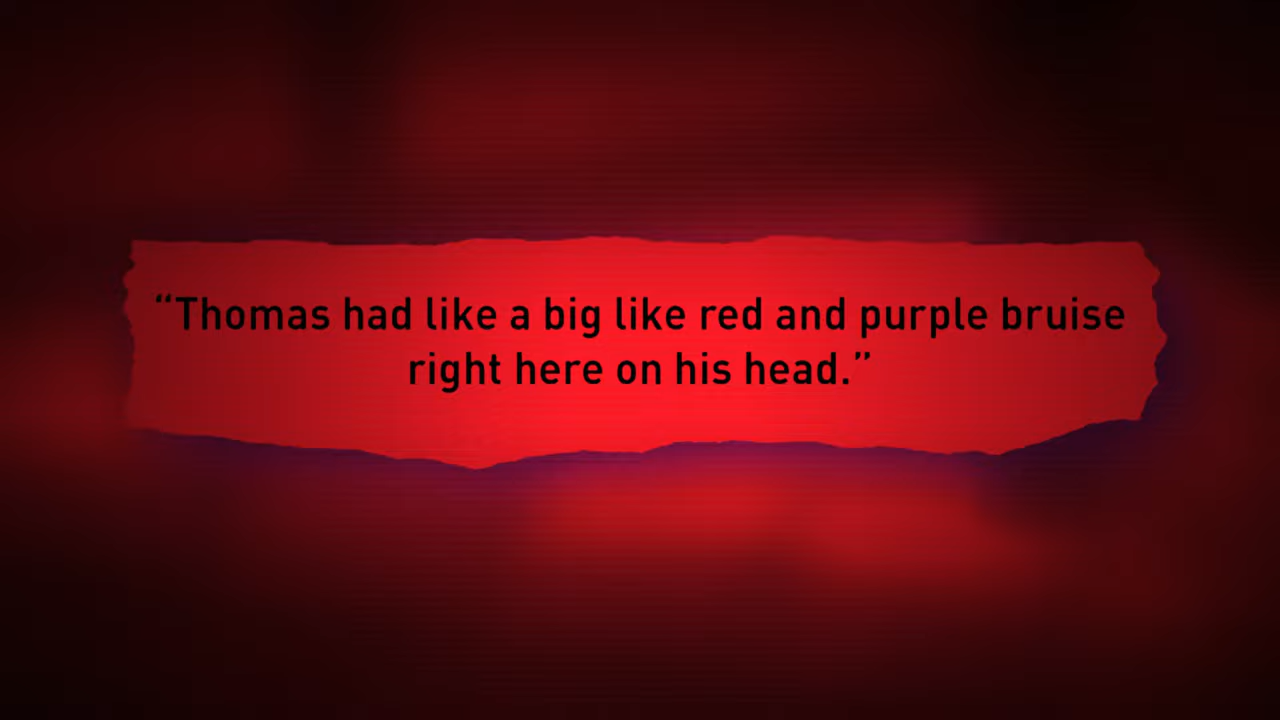 “Thomas had like a big like red and purple bruise
right here on his head.”